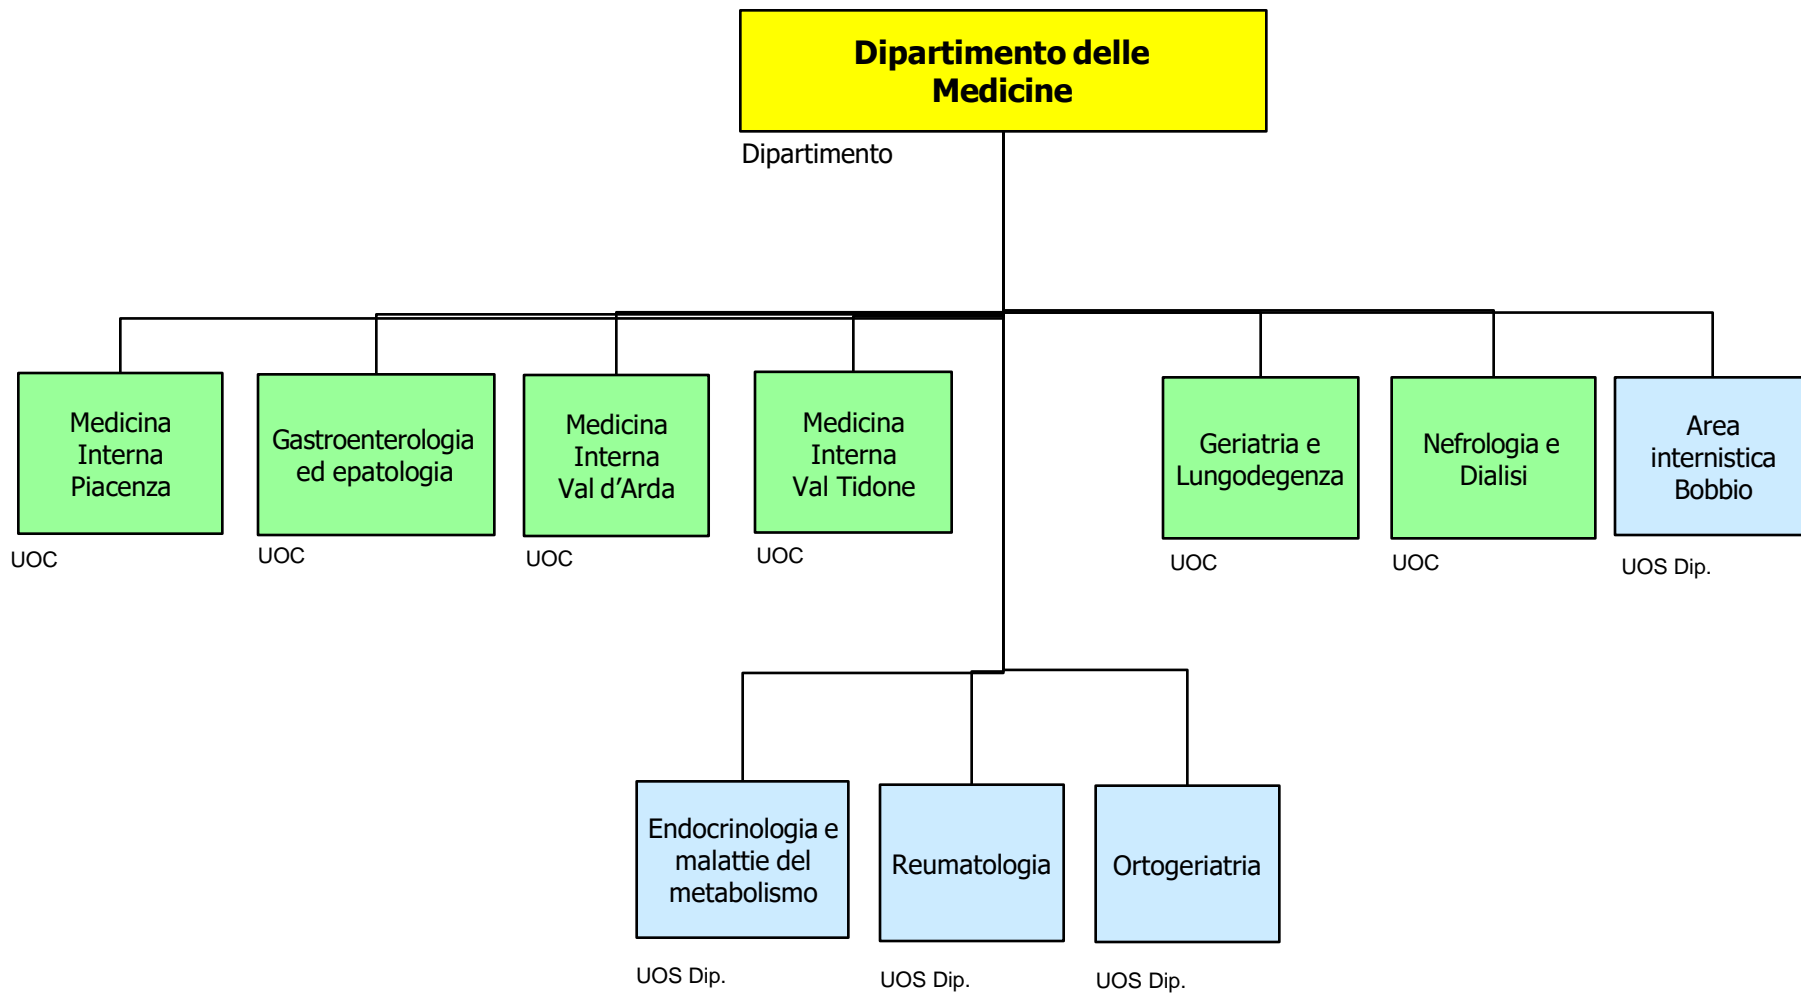 Dipartimento delle
Medicine
Dipartimento
Medicina
Interna
Piacenza
UOC
Gastroenterologia
ed epatologia
UOC
Medicina
Interna
Val d’Arda
UOC
Medicina
Interna
Val Tidone
UOC
Geriatria e
Lungodegenza
UOC
Nefrologia e
Dialisi
UOC
Area
internistica
Bobbio
UOS Dip.
Endocrinologia e
malattie del
metabolismo
UOS Dip.
Reumatologia
UOS Dip.
Ortogeriatria
UOS Dip.